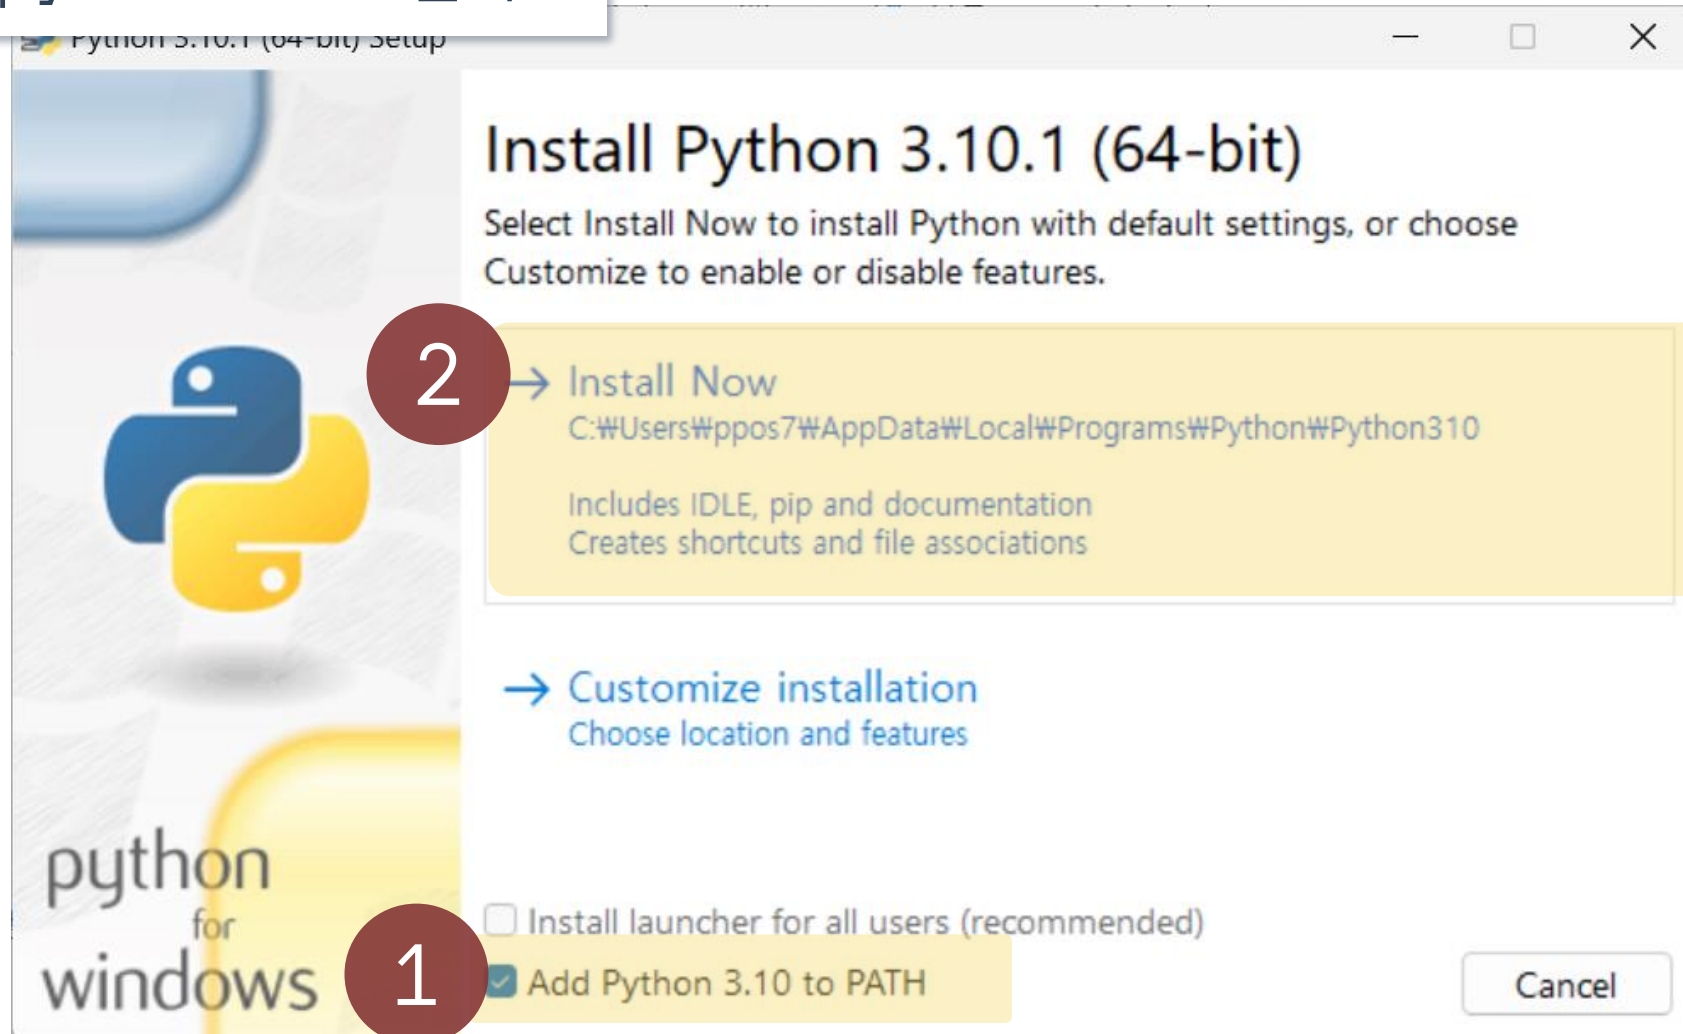 Python 3.10.1 (64-bit) Setup
Install Python 3.10.1 (64-bit)
Select Install Now to install Python with default settings, or choose
Customize to enable or disable features.
2
→ Install Now
C:₩Users₩ppos7₩AppData₩Local₩Programs₩Python₩Python310
Includes IDLE, pip and documentation
Creates shortcuts and file associations
→ Customize installation
Choose location and features
python
for
windows
Install launcher for all users (recommended)
1
Add Python 3.10 to PATH
Cancel